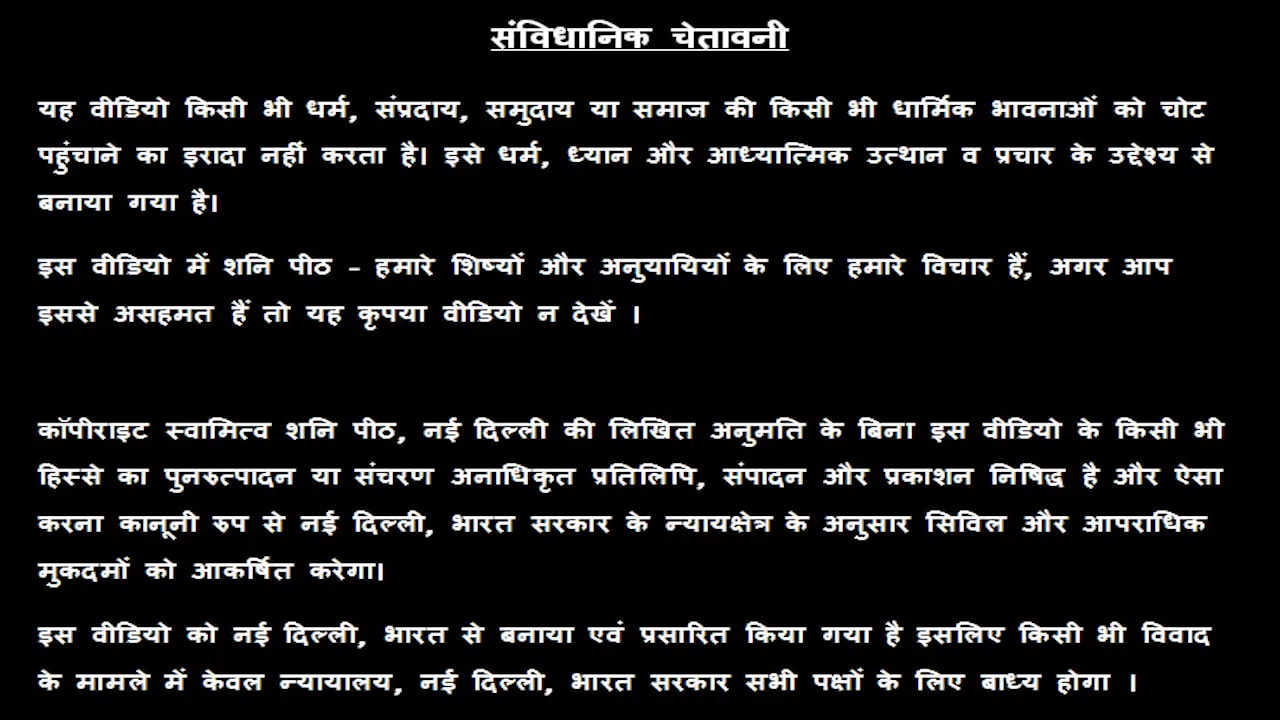 संविधानिक चेतावनी
यह वीडियो किसी भी धर्म, संप्रदाय, समुदाय या समाज की किसी भी धार्मिक भावनाओं को चोट
पहुंचाने का इरादा नहीं करता है। इसे धर्म, ध्यान और आध्यात्मिक उत्थान व प्रचार के उद्देश्य से
बनाया गया है।
इस वीडियो में शनि पीठ – हमारे शिष्यों और अनुयायियों के लिए हमारे विचार हैं, अगर आप
इससे असहमत हैं तो यह कृपया वीडियो न देखें ।
कॉपीराइट स्वामित्व शनि पीठ, नई दिल्ली की लिखित अनुमति के बिना इस वीडियो के किसी भी
हिस्से का पुनरुत्पादन या संचरण अनाधिकृत प्रतिलिपि, संपादन और प्रकाशन निषिद्ध है और ऐसा
करना कानूनी रुप से नई दिल्ली, भारत सरकार के न्यायक्षेत्र के अनुसार सिविल और आपराधिक
मुकदमों को आकर्षित करेगा।
इस वीडियो को नई दिल्ली, भारत से बनाया एवं प्रसारित किया गया है इसलिए किसी भी विवाद
के मामले में केवल न्यायालय, नई दिल्ली, भारत सरकार सभी पक्षों के लिए बाध्य होगा ।